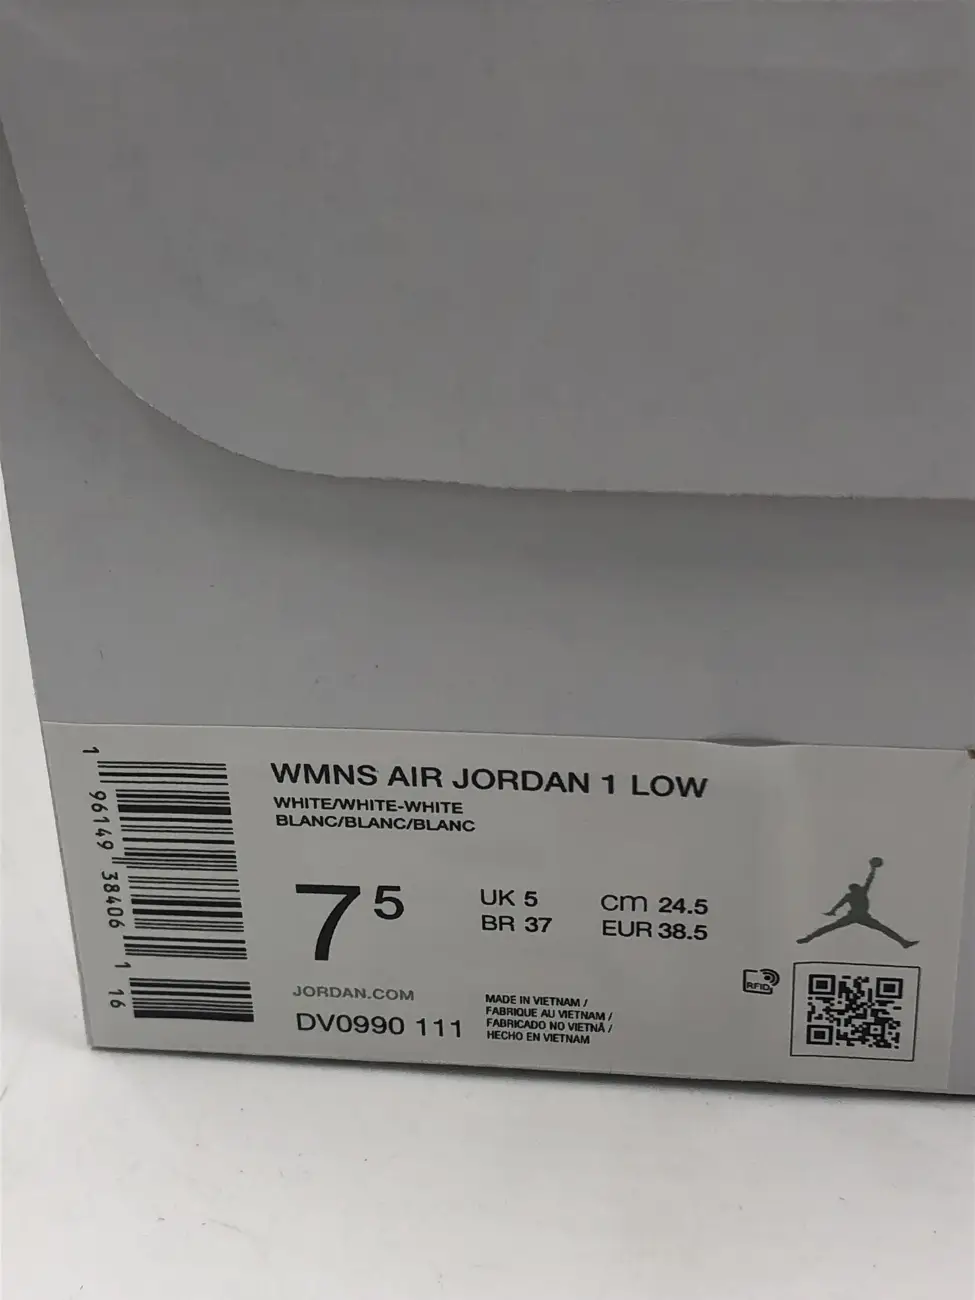 WMNS AIR JORDAN 1 LOW
WHITE/WHITE-WHITE
BLANC/BLANC/BLANC
7 5
UK 5
BR 37
cm 24.5
EUR 38.5
JORDAN.COM
DV0990 111
MADE IN VIETNAM /
FABRIQUE AU VIETNAM /
FABRICADO NO VIETNÃ /
HECHO EN VIETNAM
RFID
1 96149 38406 1 16